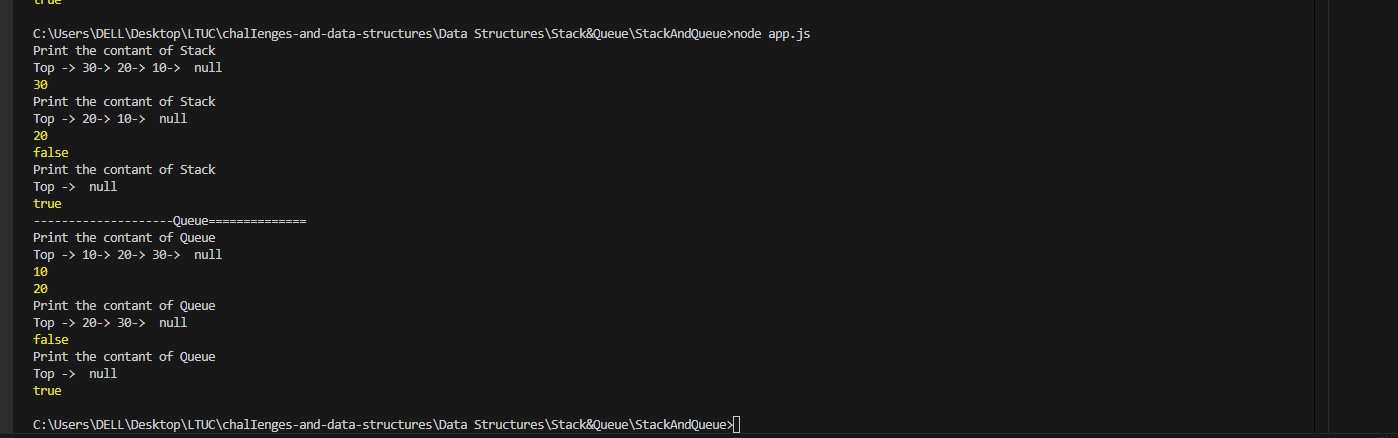 true
C:\Users\DELL\Desktop\LTUC\chalIenges-and-data-structures\Data Structures\Stack&Queue\StackAndQueue>node app.js
Print the contant of Stack
Top -> 30-> 20-> 10->  null
30
Print the contant of Stack
Top -> 20-> 10->  null
20
false
Print the contant of Stack
Top ->  null
true
--------------------Queue==============
Print the contant of Queue
Top -> 10-> 20-> 30->  null
10
20
Print the contant of Queue
Top -> 20-> 30->  null
false
Print the contant of Queue
Top ->  null
true
C:\Users\DELL\Desktop\LTUC\chalIenges-and-data-structures\Data Structures\Stack&Queue\StackAndQueue>